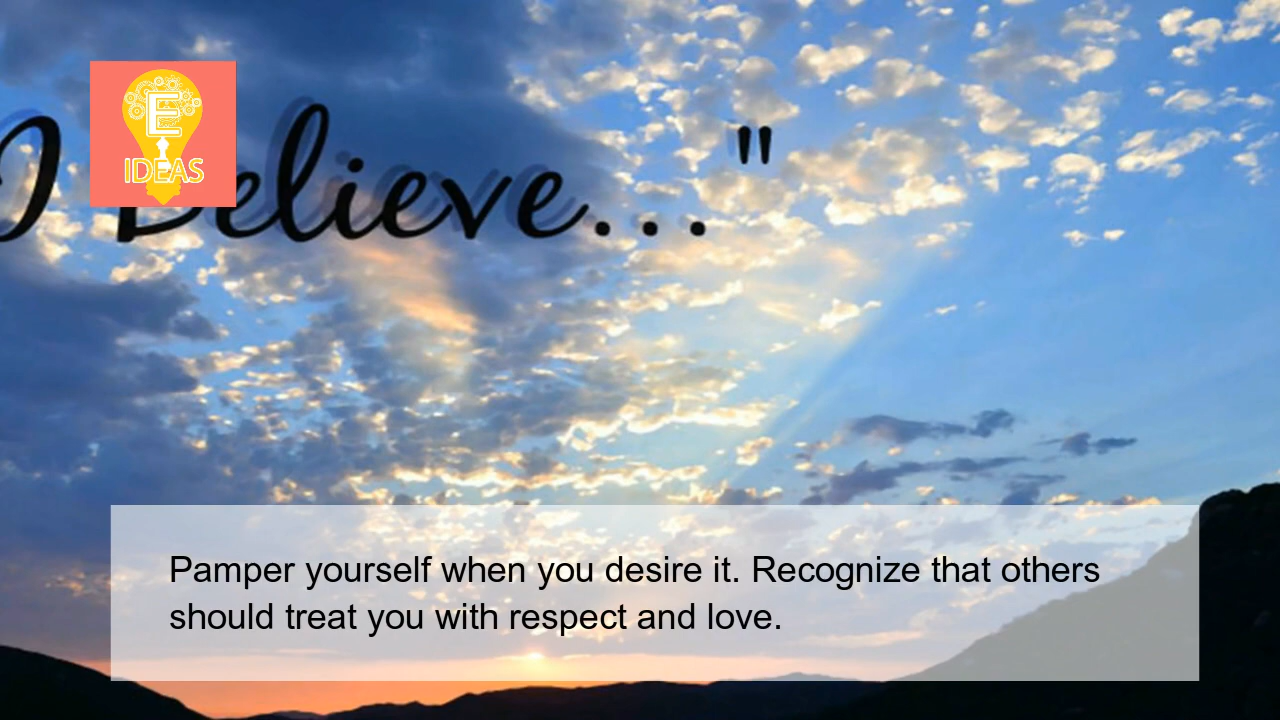 E
IDEAS
I Believe..."
Pamper yourself when you desire it. Recognize that others
should treat you with respect and love.